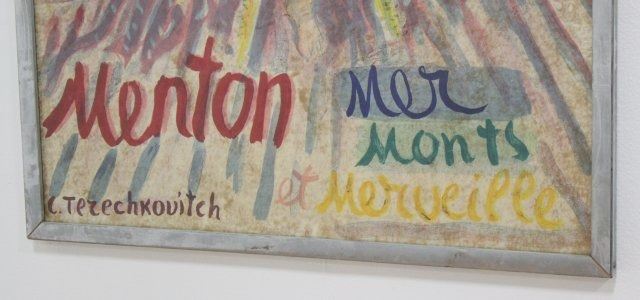 Menton
Mer
Monts
et Merveille
C. Terechkovitch